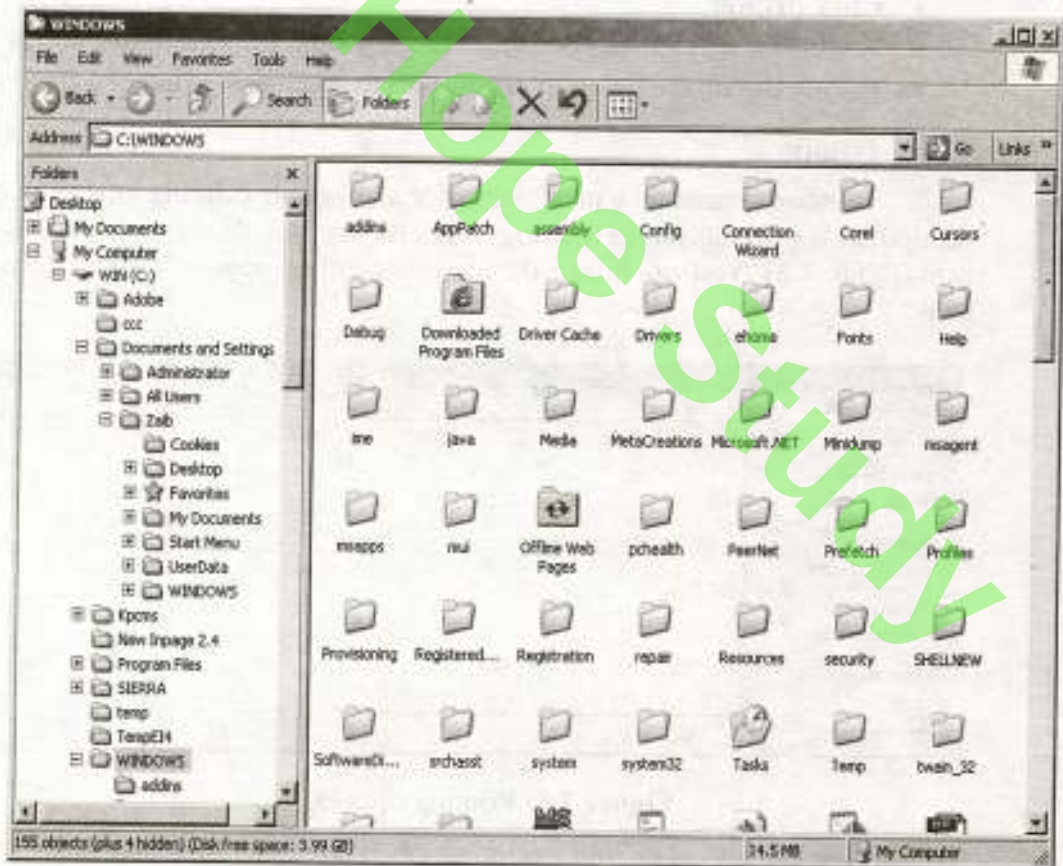 WINDOWS
File Edit View Favorites Tools Help
Back Search Folders
Address C:\WINDOWS Go Links »
Folders x
Desktop
My Documents
My Computer
WIN (C:)
Adobe
ccc
Documents and Settings
Administrator
All Users
Zaib
Cookies
Desktop
Favorites
My Documents
Start Menu
UserData
WINDOWS
Kpcms
New Inpage 2.4
Program Files
SIERRA
temp
TempEI4
WINDOWS
addins
addins AppPatch assembly Config Connection Wizard Corel Cursors
Debug Downloaded Program Files Driver Cache Drivers ehome Fonts Help
ime java Media MetaCreations Microsoft.NET Minidump msagent
msapps mui Offline Web Pages pchealth PeerNet Prefetch Profiles
Provisioning Registered... Registration repair Resources security SHELLNEW
SoftwareDi... srchasst system system32 Tasks Temp twain_32
155 objects (plus 4 hidden) (Disk free space: 3.99 GB) 14.5 MB My Computer
Hope Study